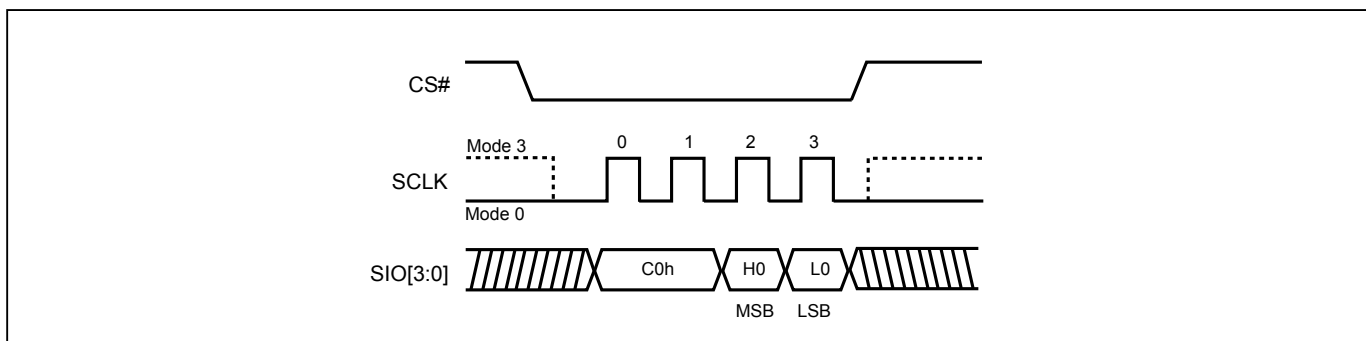 CS#
Mode 3 0 1 2 3
SCLK
Mode 0
SIO[3:0] C0h H0 L0
MSB LSB